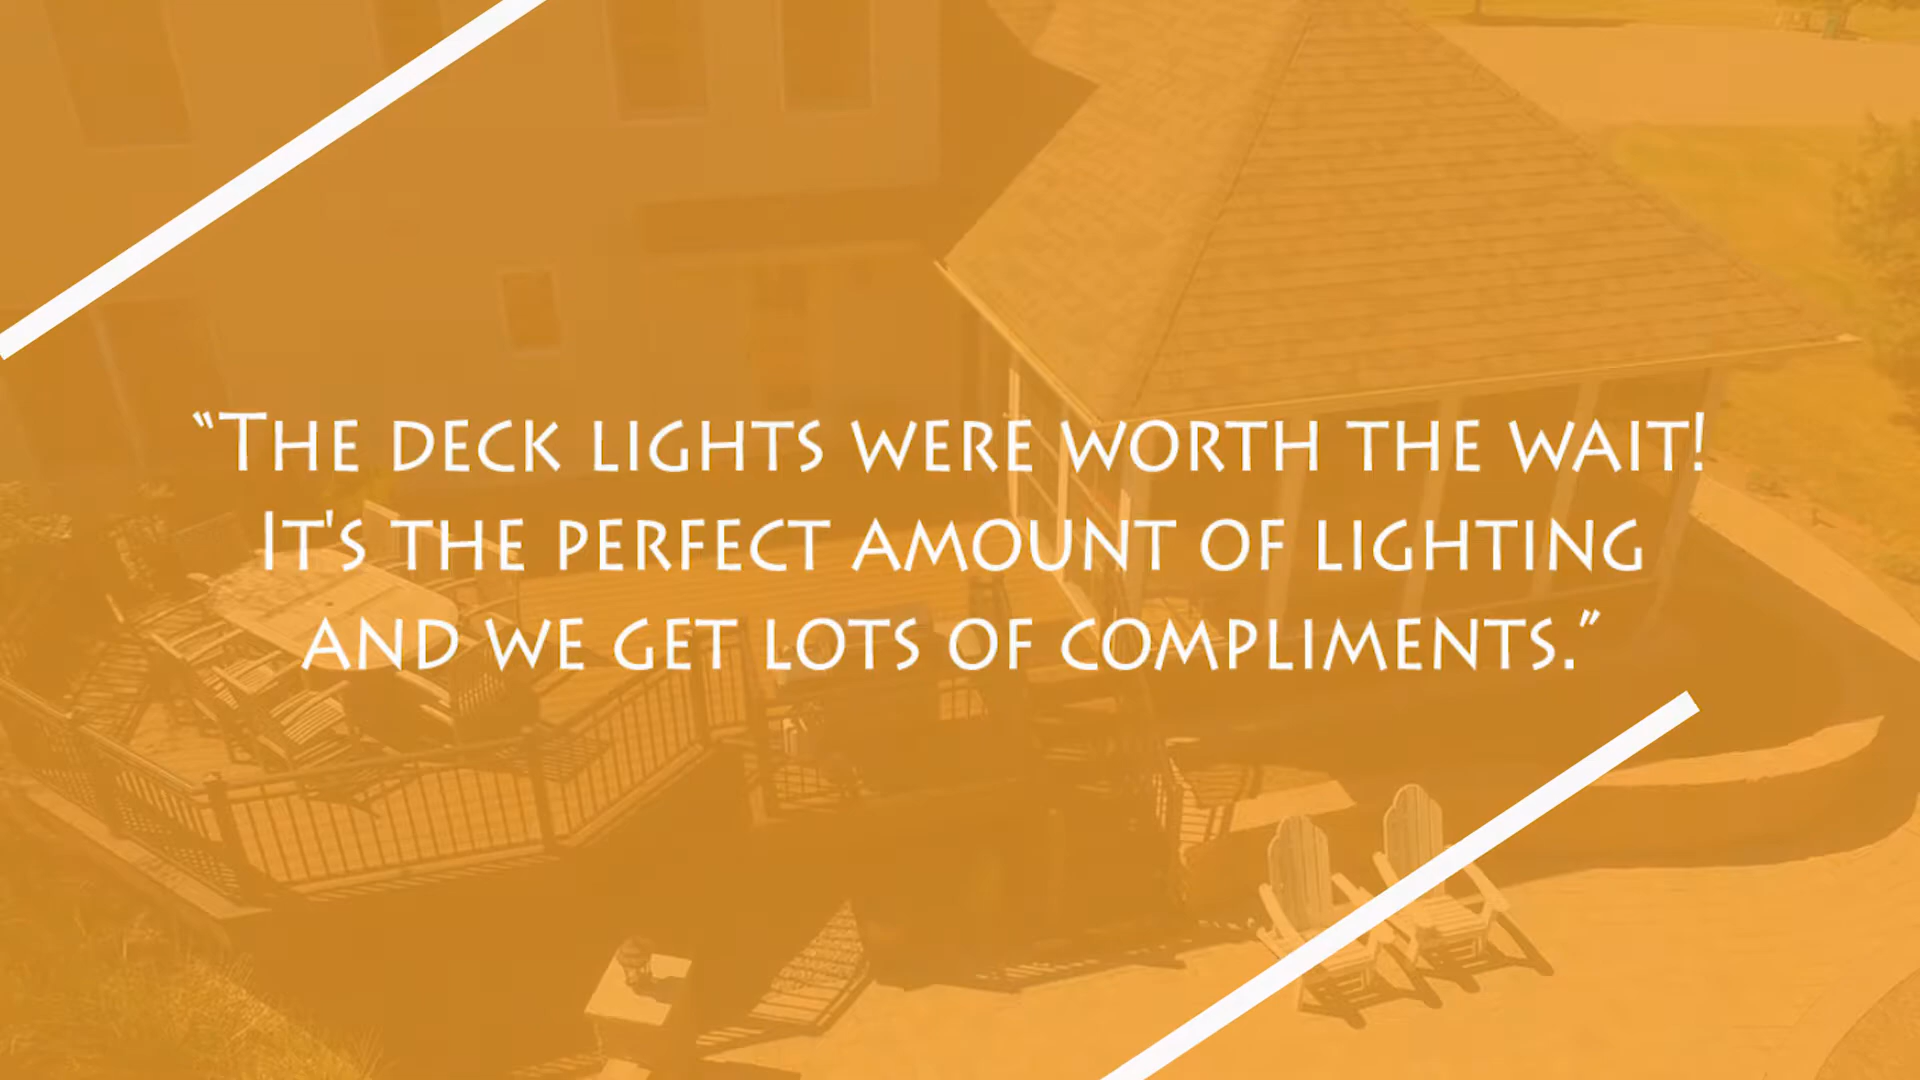 “The deck lights were worth the wait!
It's the perfect amount of lighting
and we get lots of compliments.”